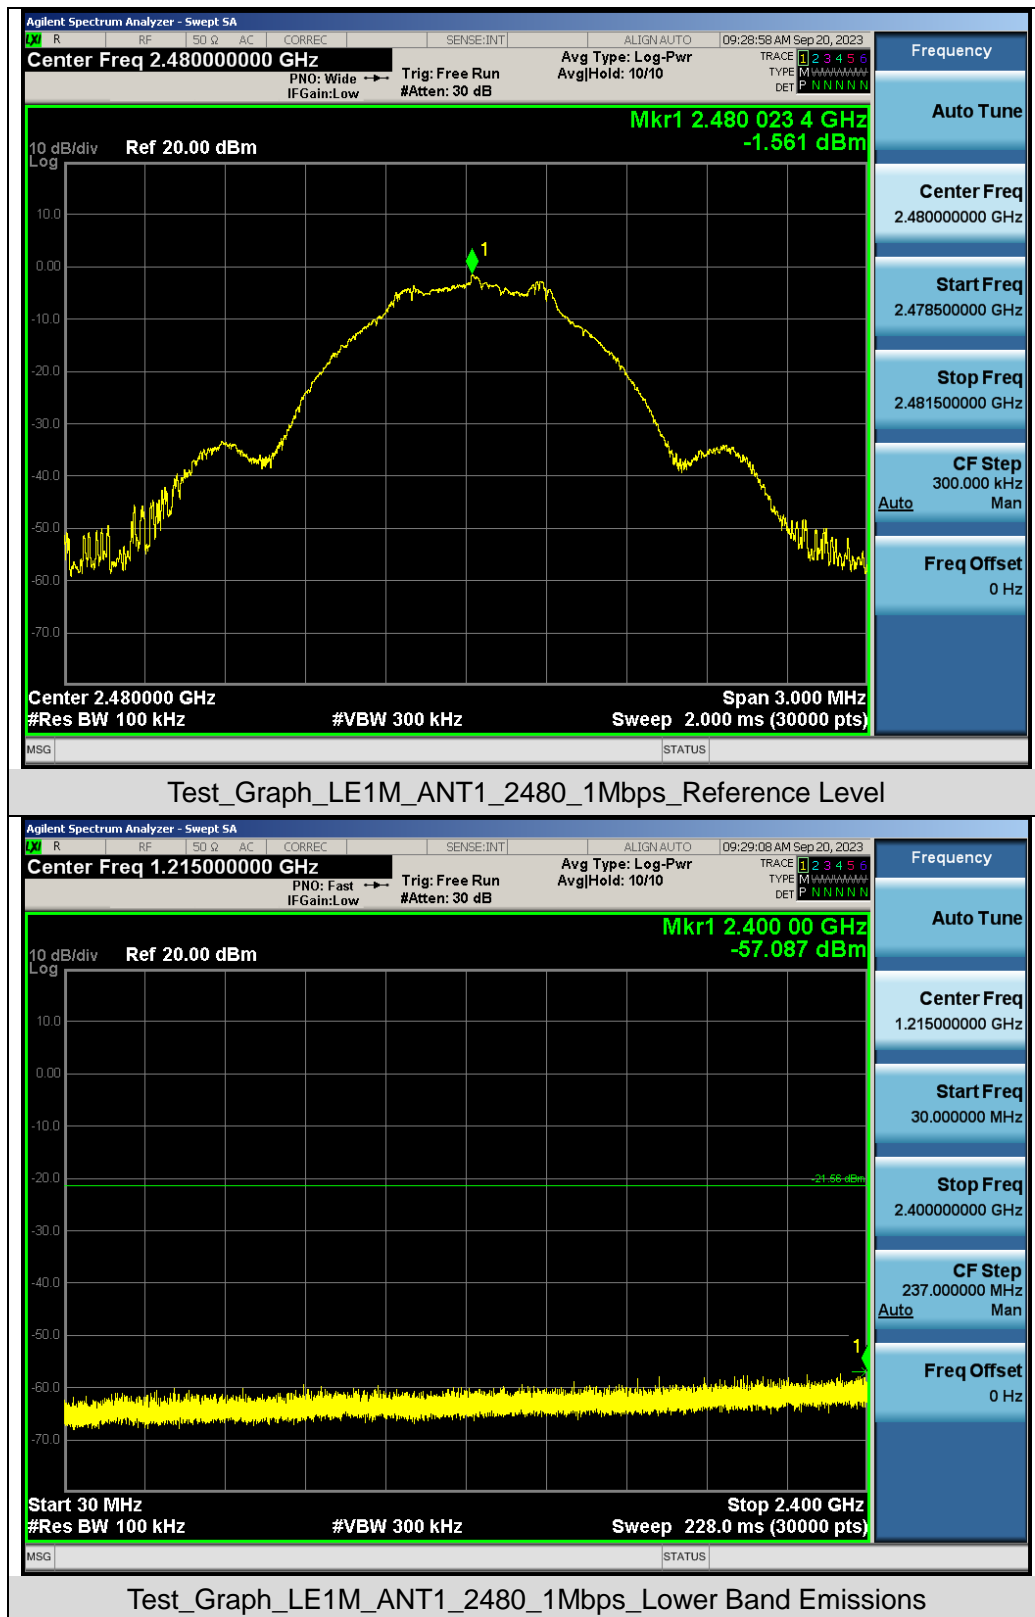 Agilent Spectrum Analyzer - Swept SA
LXI R RF 50 Ω AC CORREC SENSE:INT ALIGN AUTO 09:28:58 AM Sep 20, 2023
Center Freq 2.480000000 GHz
PNO: Wide
IFGain:Low
Trig: Free Run
#Atten: 30 dB
Avg Type: Log-Pwr
Avg|Hold: 10/10
TRACE 1 2 3 4 5 6
TYPE M
DET P N N N N N
Mkr1 2.480 023 4 GHz
-1.561 dBm
10 dB/div
Log
Ref 20.00 dBm
1
10.0
0.00
-10.0
-20.0
-30.0
-40.0
-50.0
-60.0
-70.0
Center 2.480000 GHz
Span 3.000 MHz
#Res BW 100 kHz
#VBW 300 kHz
Sweep 2.000 ms (30000 pts)
MSG
STATUS
Frequency
Auto Tune
Center Freq
2.480000000 GHz
Start Freq
2.478500000 GHz
Stop Freq
2.481500000 GHz
CF Step
300.000 kHz
Auto Man
Freq Offset
0 Hz
Test_Graph_LE1M_ANT1_2480_1Mbps_Reference Level
Agilent Spectrum Analyzer - Swept SA
LXI R RF 50 Ω AC CORREC SENSE:INT ALIGN AUTO 09:29:08 AM Sep 20, 2023
Center Freq 1.215000000 GHz
PNO: Fast
IFGain:Low
Trig: Free Run
#Atten: 30 dB
Avg Type: Log-Pwr
Avg|Hold: 10/10
TRACE 1 2 3 4 5 6
TYPE M
DET P N N N N N
Mkr1 2.400 00 GHz
-57.087 dBm
10 dB/div
Log
Ref 20.00 dBm
10.0
0.00
-10.0
-20.0
-21.56 dBm
-30.0
-40.0
-50.0
1
-60.0
-70.0
Start 30 MHz
Stop 2.400 GHz
#Res BW 100 kHz
#VBW 300 kHz
Sweep 228.0 ms (30000 pts)
MSG
STATUS
Frequency
Auto Tune
Center Freq
1.215000000 GHz
Start Freq
30.000000 MHz
Stop Freq
2.400000000 GHz
CF Step
237.000000 MHz
Auto Man
Freq Offset
0 Hz
Test_Graph_LE1M_ANT1_2480_1Mbps_Lower Band Emissions